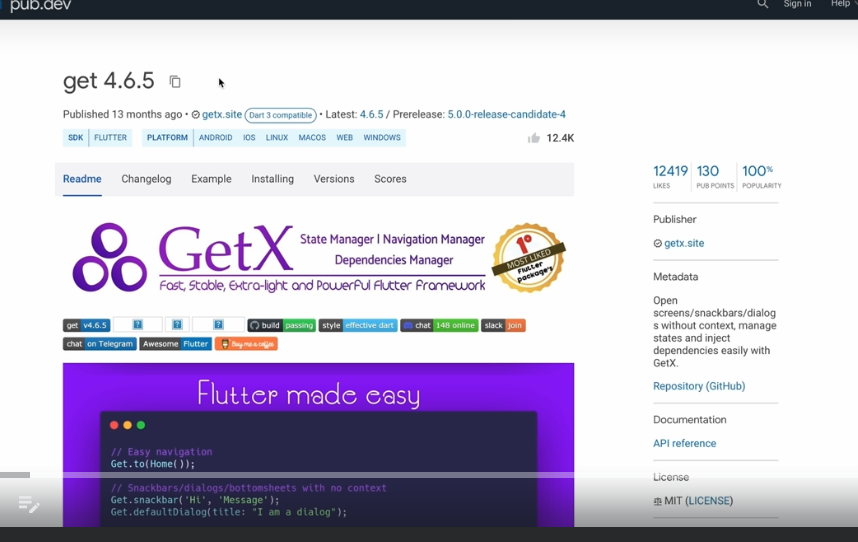 pub.dev
Sign in
Help
get 4.6.5
Published 13 months ago • getx.site Dart 3 compatible • Latest: 4.6.5 / Prerelease: 5.0.0-release-candidate-4
SDK FLUTTER PLATFORM ANDROID IOS LINUX MACOS WEB WINDOWS
12.4K
Readme Changelog Example Installing Versions Scores
GetX
State Manager | Navigation Manager
Dependencies Manager
Fast, Stable, Extra-light and Powerful Flutter Framework
1º
MOST LIKED
Flutter
package's
get v4.6.5 ? ? ? build passing style effective dart chat 148 online slack join
chat on Telegram Awesome Flutter Buy me a coffee
Flutter made easy
// Easy navigation
Get.to(Home());
// Snackbars/dialogs/bottomsheets with no context
Get.snackbar('Hi', 'Message');
Get.defaultDialog(title: "I am a dialog");
12419 130 100%
LIKES PUB POINTS POPULARITY
Publisher
getx.site
Metadata
Open
screens/snackbars/dialog
s without context, manage
states and inject
dependencies easily with
GetX.
Repository (GitHub)
Documentation
API reference
License
MIT (LICENSE)